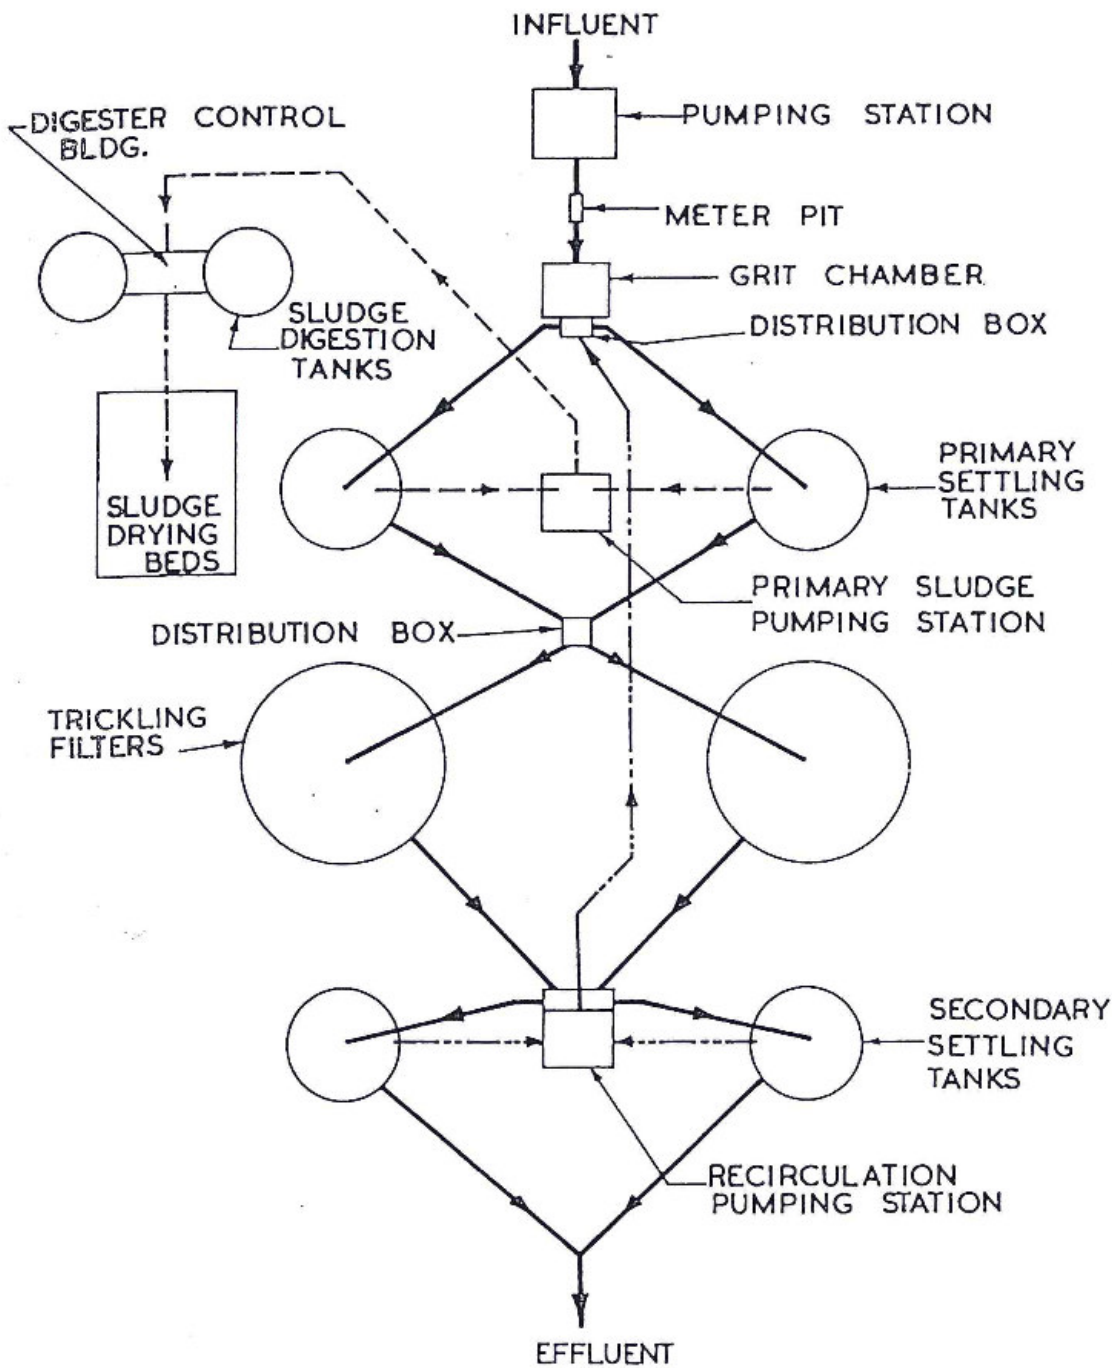 INFLUENT
PUMPING STATION
DIGESTER CONTROL
BLDG.
METER PIT
GRIT CHAMBER
SLUDGE
DIGESTION
TANKS
DISTRIBUTION BOX
PRIMARY
SETTLING
TANKS
SLUDGE
DRYING
BEDS
PRIMARY SLUDGE
PUMPING STATION
DISTRIBUTION BOX
TRICKLING
FILTERS
SECONDARY
SETTLING
TANKS
RECIRCULATION
PUMPING STATION
EFFLUENT